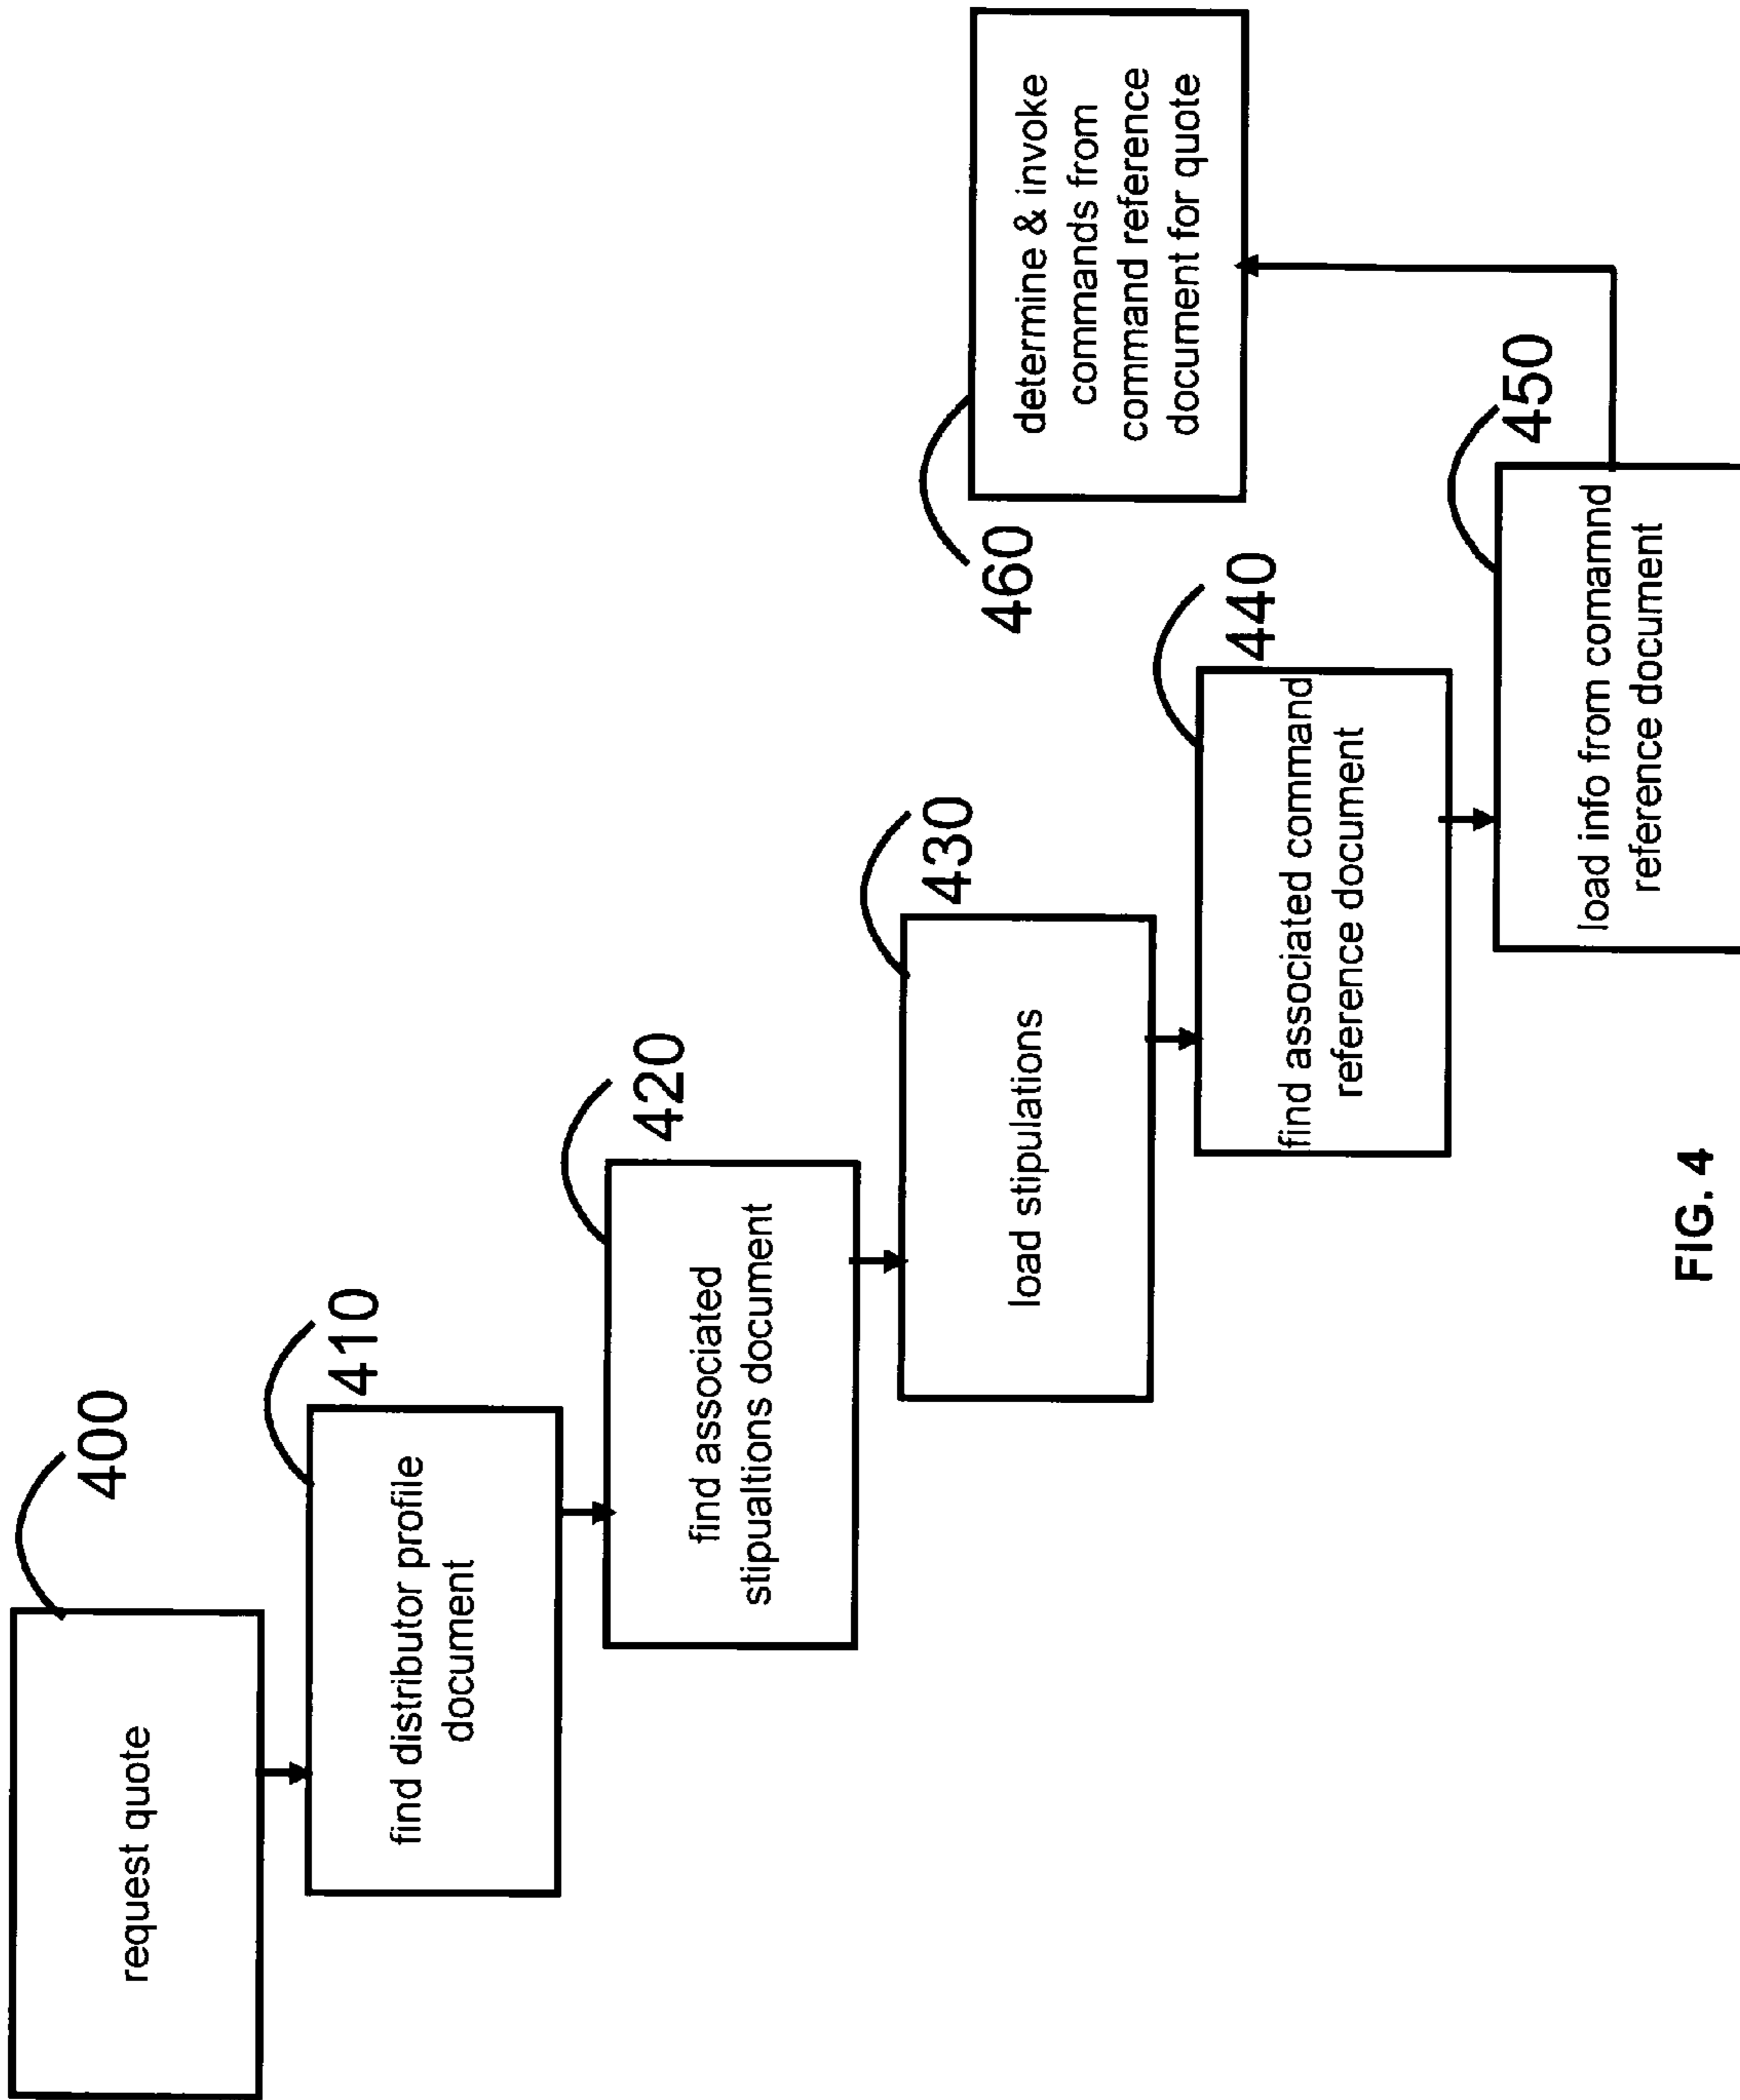 400
request quote
410
find distributor profile
document
420
find associated
stipualtions document
430
load stipulations
440
find associated command
reference document
450
load info from comamnd
reference document
460
determine & invoke
commands from
command reference
document for quote
FIG. 4